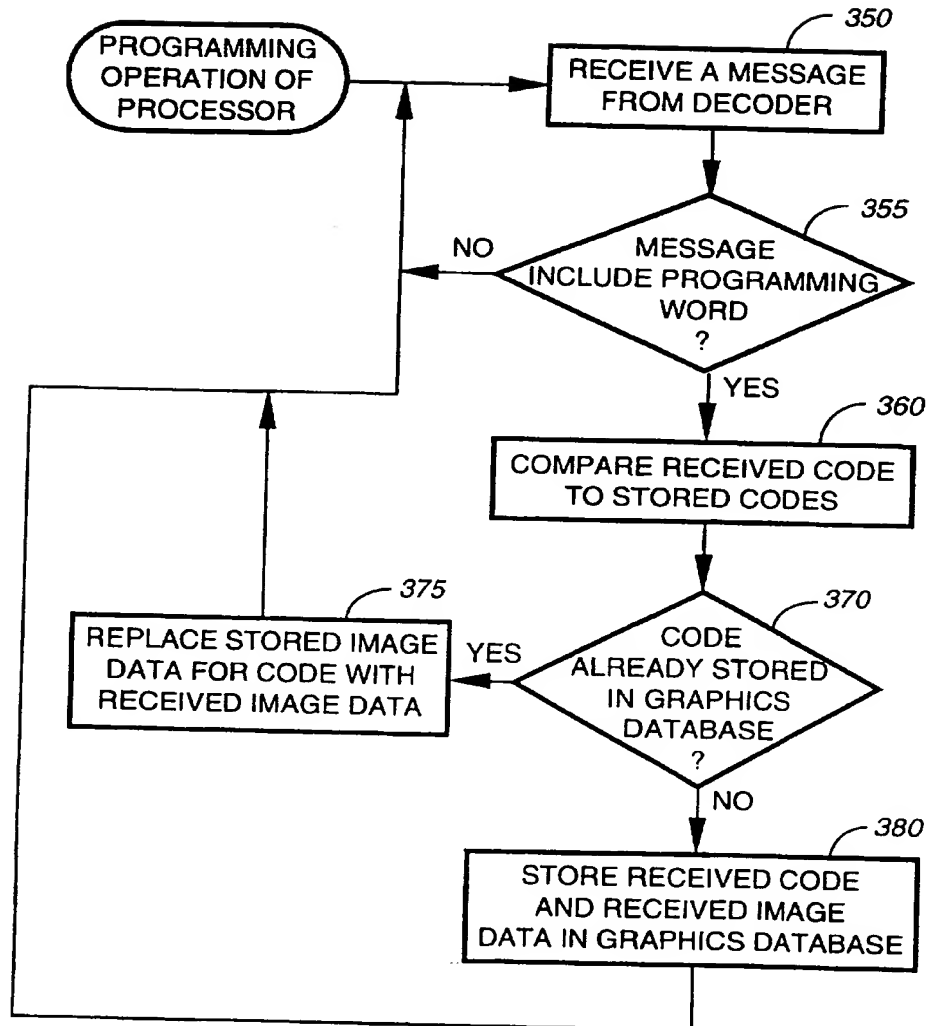 PROGRAMMING
OPERATION OF
PROCESSOR
350
RECEIVE A MESSAGE
FROM DECODER
355
MESSAGE
INCLUDE PROGRAMMING
WORD
?
NO
YES
360
COMPARE RECEIVED CODE
TO STORED CODES
370
CODE
ALREADY STORED
IN GRAPHICS
DATABASE
?
YES
375
REPLACE STORED IMAGE
DATA FOR CODE WITH
RECEIVED IMAGE DATA
NO
380
STORE RECEIVED CODE
AND RECEIVED IMAGE
DATA IN GRAPHICS DATABASE